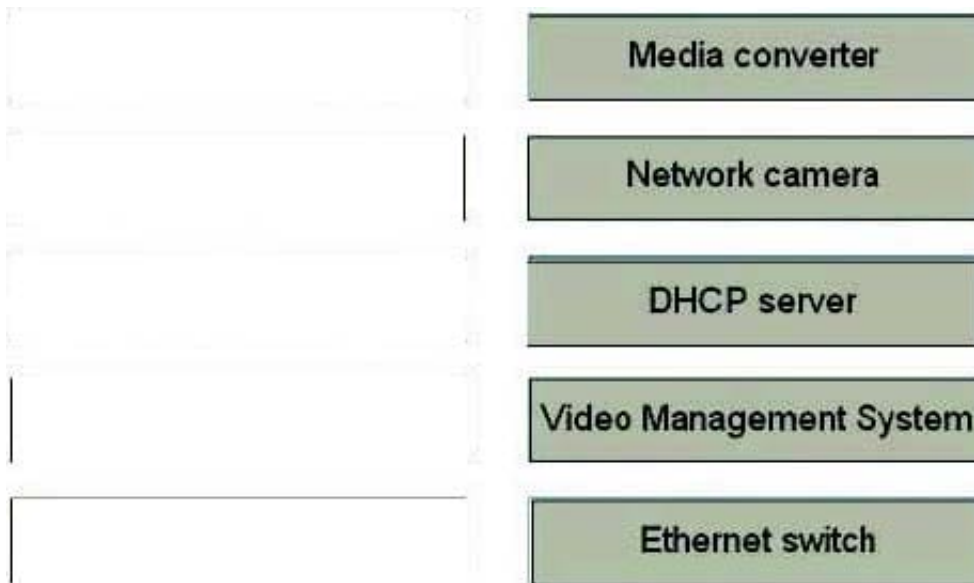 Media converter
Network camera
DHCP server
Video Management System
Ethernet switch